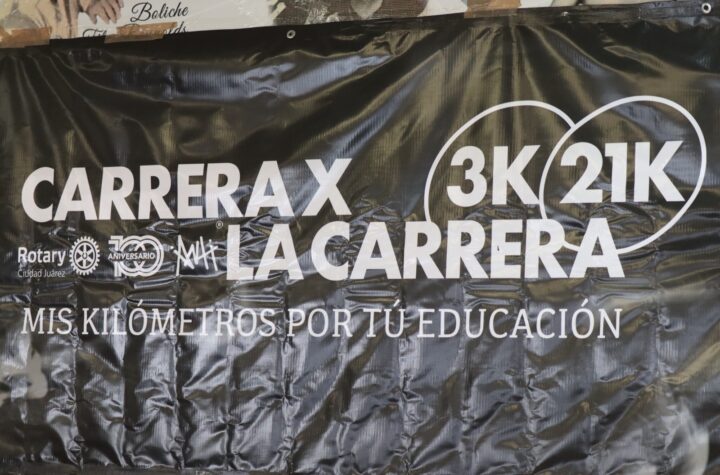 Boliche
3K 21K
CARRERA X
LA CARRERA
Rotary
Ciudad Juárez
100
ANIVERSARIO
MIS KILÓMETROS POR TÚ EDUCACIÓN